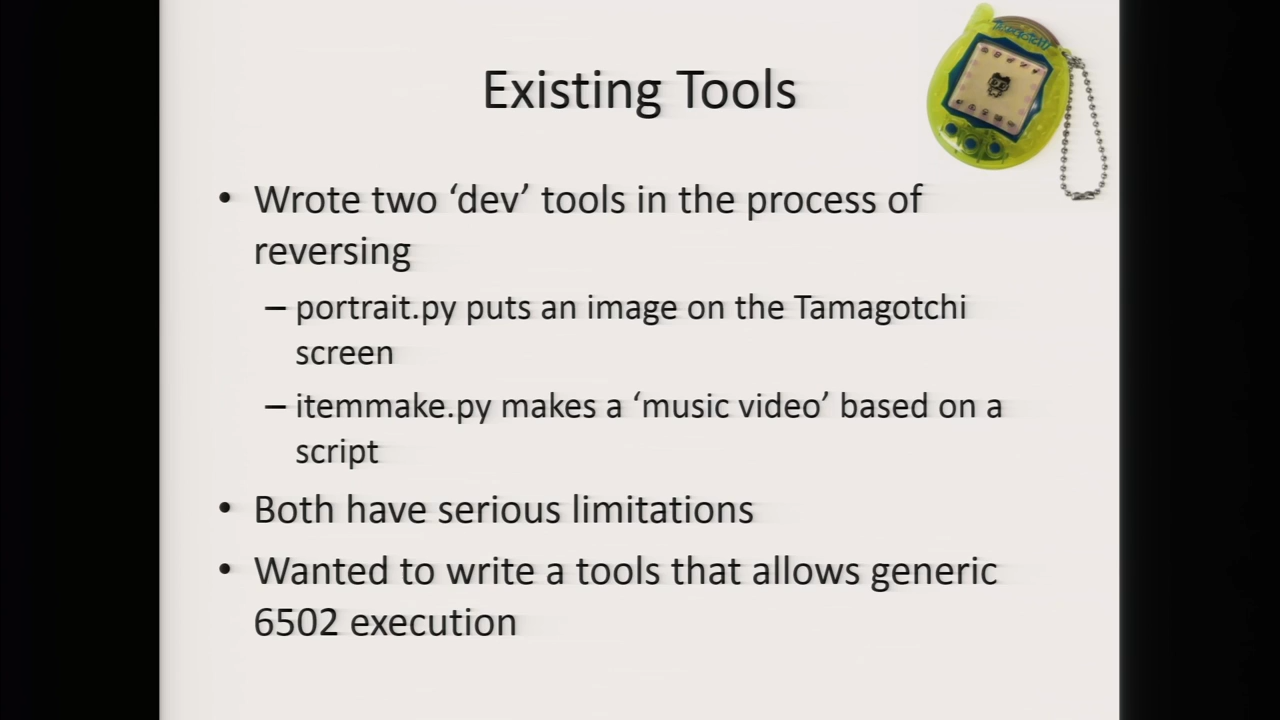 Tamagotchi
Existing Tools
• Wrote two ‘dev’ tools in the process of
reversing
– portrait.py puts an image on the Tamagotchi
screen
– itemmake.py makes a ‘music video’ based on a
script
• Both have serious limitations
• Wanted to write a tools that allows generic
6502 execution